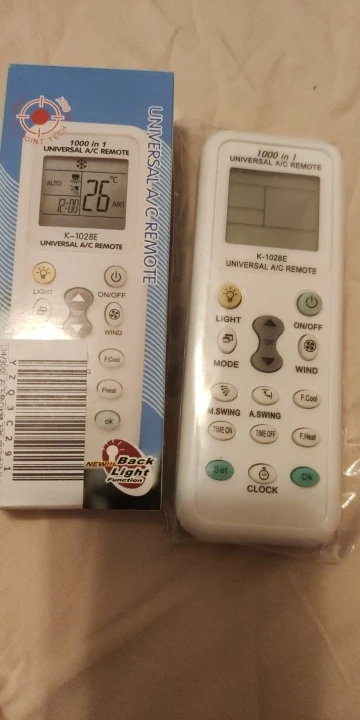 POINT TECH
UNIVERSAL A/C REMOTE
1000 in 1
UNIVERSAL A/C REMOTE
AUTO
26
°C
12:00
K-1028E
UNIVERSAL A/C REMOTE
LIGHT
ON/OFF
WIND
F.Cool
F.Heat
ok
NEW!!!
Back
Light
Function
YZ03C291
1000 in 1
UNIVERSAL A/C REMOTE
K-1028E
UNIVERSAL A/C REMOTE
LIGHT
ON/OFF
TEMP
MODE
WIND
M.SWING
A.SWING
F.Cool
TIME ON
TIME OFF
F.Heat
Set
CLOCK
Ok